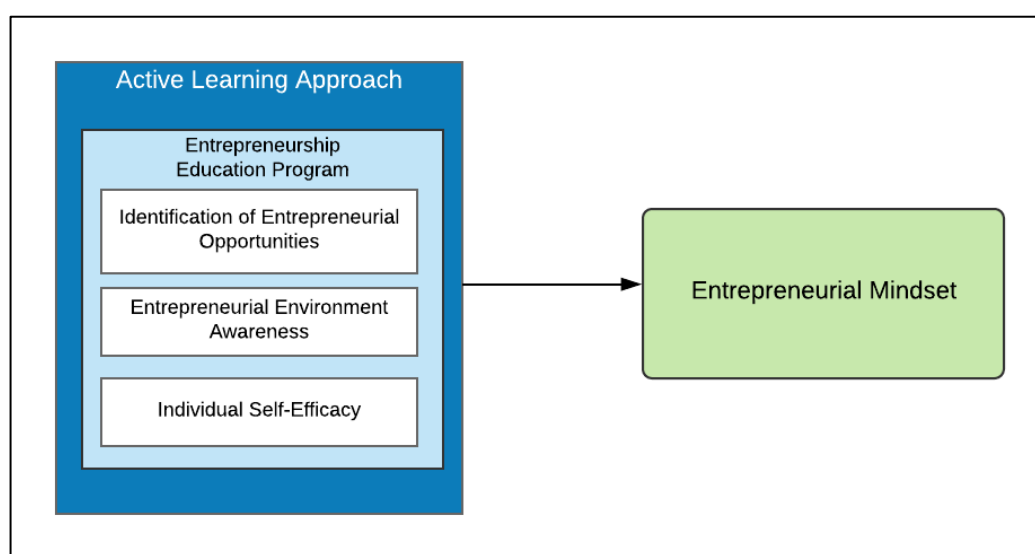 Active Learning Approach
Entrepreneurship
Education Program
Identification of Entrepreneurial
Opportunities
Entrepreneurial Environment
Awareness
Individual Self-Efficacy
Entrepreneurial Mindset